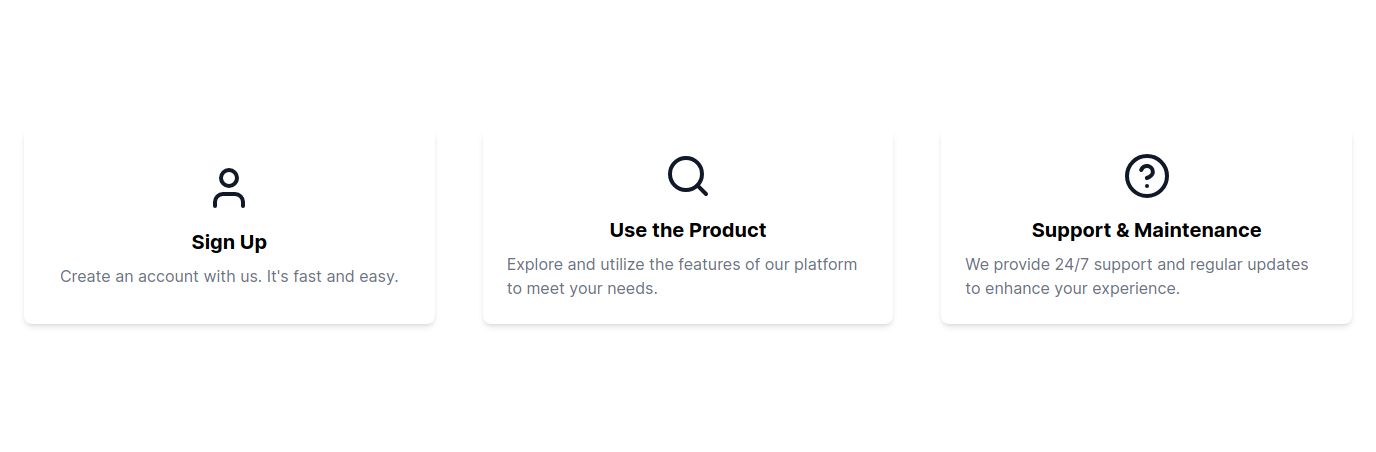 Sign Up
Create an account with us. It's fast and easy.
Use the Product
Explore and utilize the features of our platform
to meet your needs.
Support & Maintenance
We provide 24/7 support and regular updates
to enhance your experience.